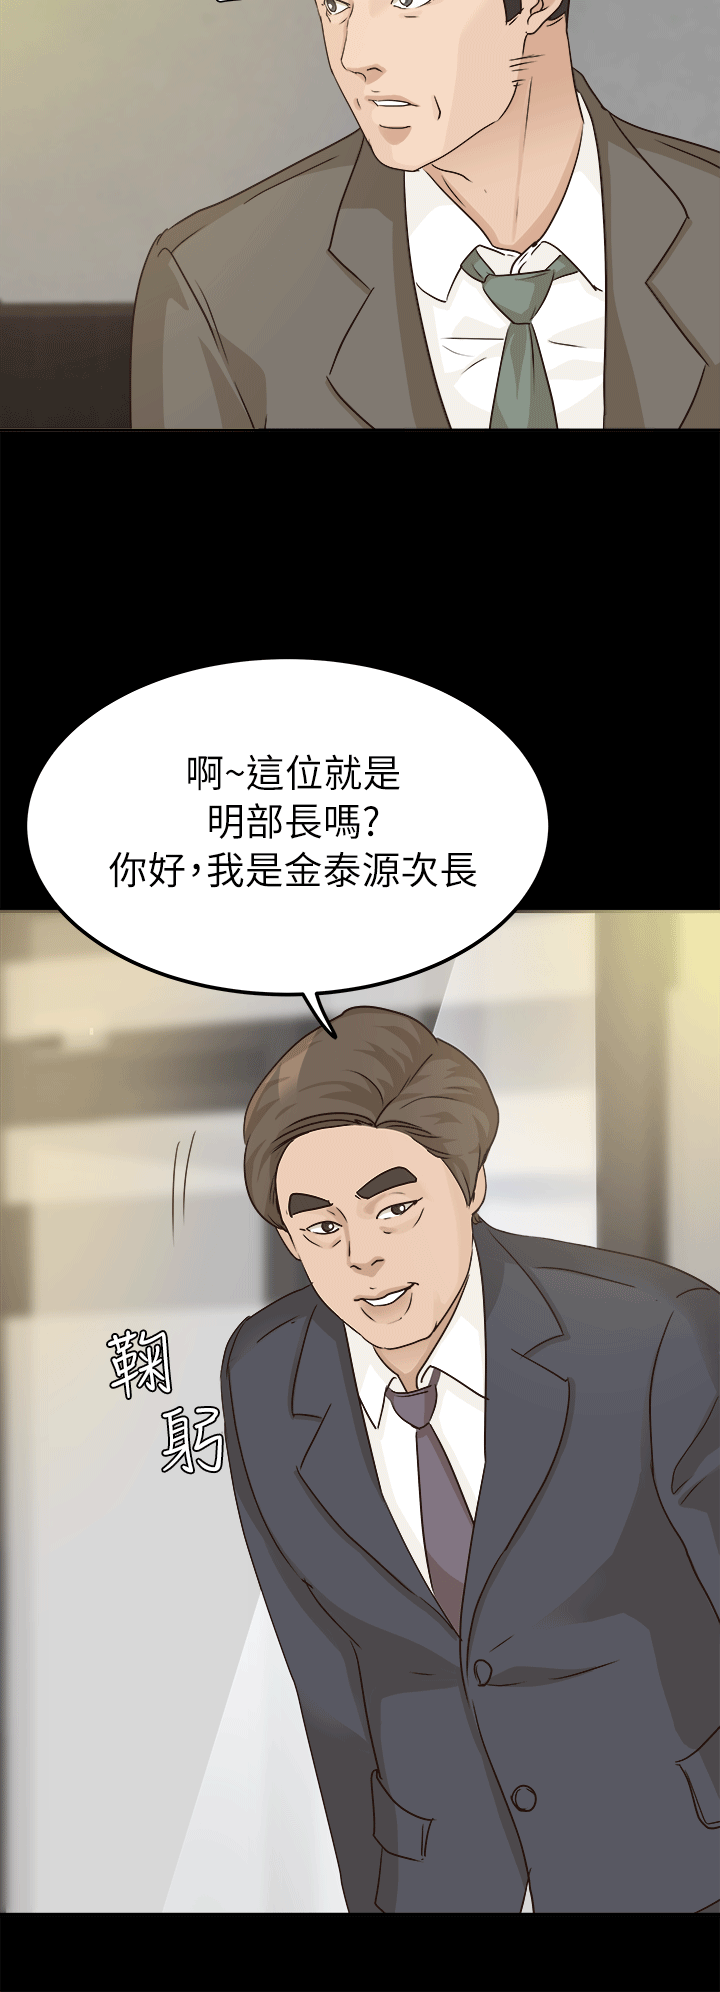 啊~這位就是
明部長嗎?
你好,我是金泰源次長
鞠
躬